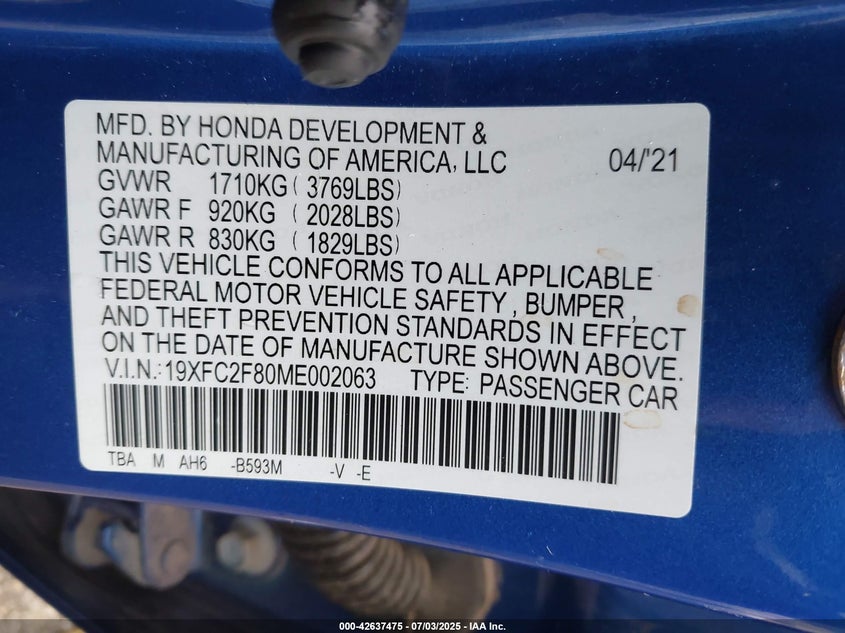 MFD. BY HONDA DEVELOPMENT &
MANUFACTURING OF AMERICA, LLC 04/'21
GVWR 1710KG ( 3769LBS)
GAWR F 920KG ( 2028LBS)
GAWR R 830KG ( 1829LBS)
THIS VEHICLE CONFORMS TO ALL APPLICABLE
FEDERAL MOTOR VEHICLE SAFETY , BUMPER ,
AND THEFT PREVENTION STANDARDS IN EFFECT
ON THE DATE OF MANUFACTURE SHOWN ABOVE.
V.I.N.:19XFC2F80ME002063 TYPE: PASSENGER CAR
TBA M AH6 -B593M -V -E
000-42637475 - 07/03/2025 - IAA Inc.